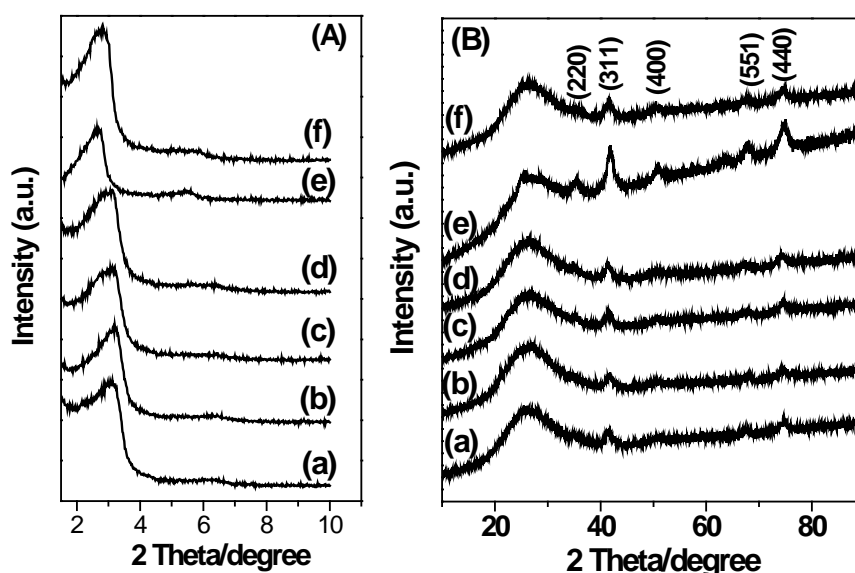 (A)
(f)
(e)
(d)
(c)
(b)
(a)
Intensity (a.u.)
2 4 6 8 10
2 Theta/degree
(B)
(220) (311) (400) (551) (440)
(f)
(e)
(d)
(c)
(b)
(a)
Intensity (a.u.)
20 40 60 80
2 Theta/degree